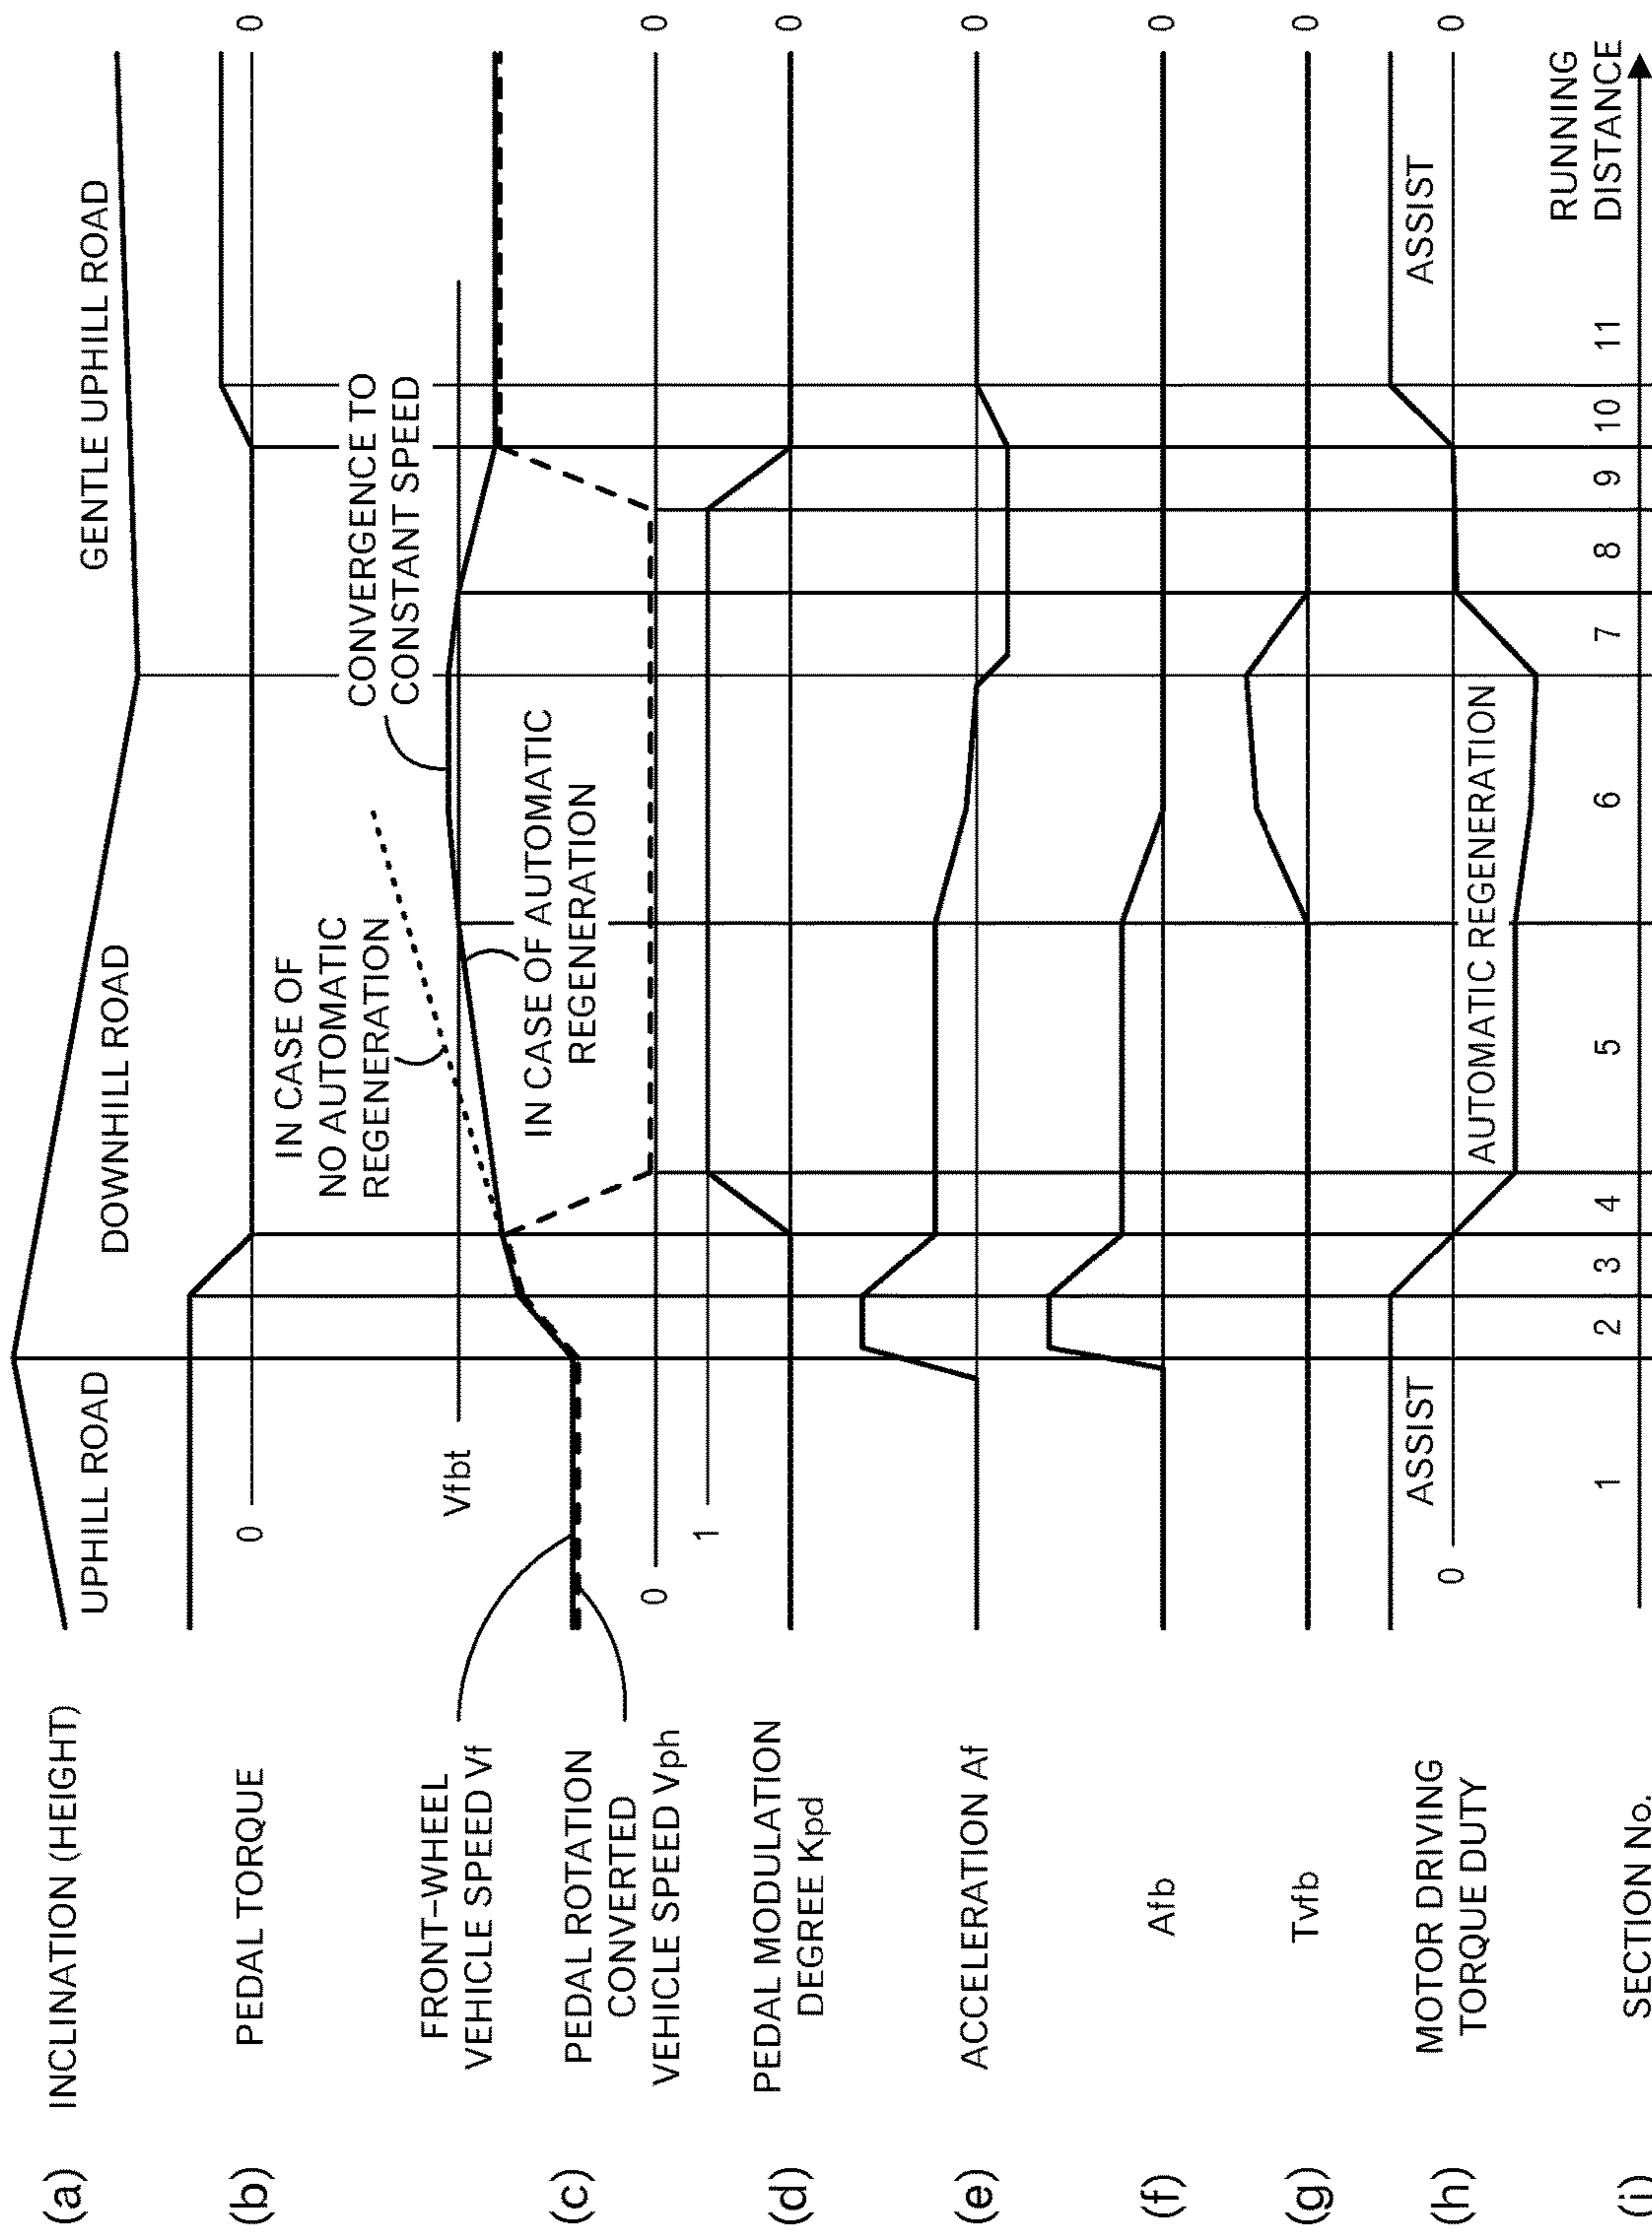 (a) INCLINATION (HEIGHT)
UPHILL ROAD
DOWNHILL ROAD
GENTLE UPHILL ROAD
(b) PEDAL TORQUE
0
0
(c)
FRONT-WHEEL
VEHICLE SPEED Vf
PEDAL ROTATION
CONVERTED
VEHICLE SPEED Vph
Vfbt
IN CASE OF
NO AUTOMATIC
REGENERATION
IN CASE OF AUTOMATIC
REGENERATION
CONVERGENCE TO
CONSTANT SPEED
0
0
(d) PEDAL MODULATION
DEGREE Kpd
1
0
(e) ACCELERATION Af
0
(f) Afb
0
(g) Tvfb
0
(h) MOTOR DRIVING
TORQUE DUTY
0
ASSIST
AUTOMATIC REGENERATION
ASSIST
0
(i) SECTION No.
1 2 3 4 5 6 7 8 9 10 11
RUNNING
DISTANCE